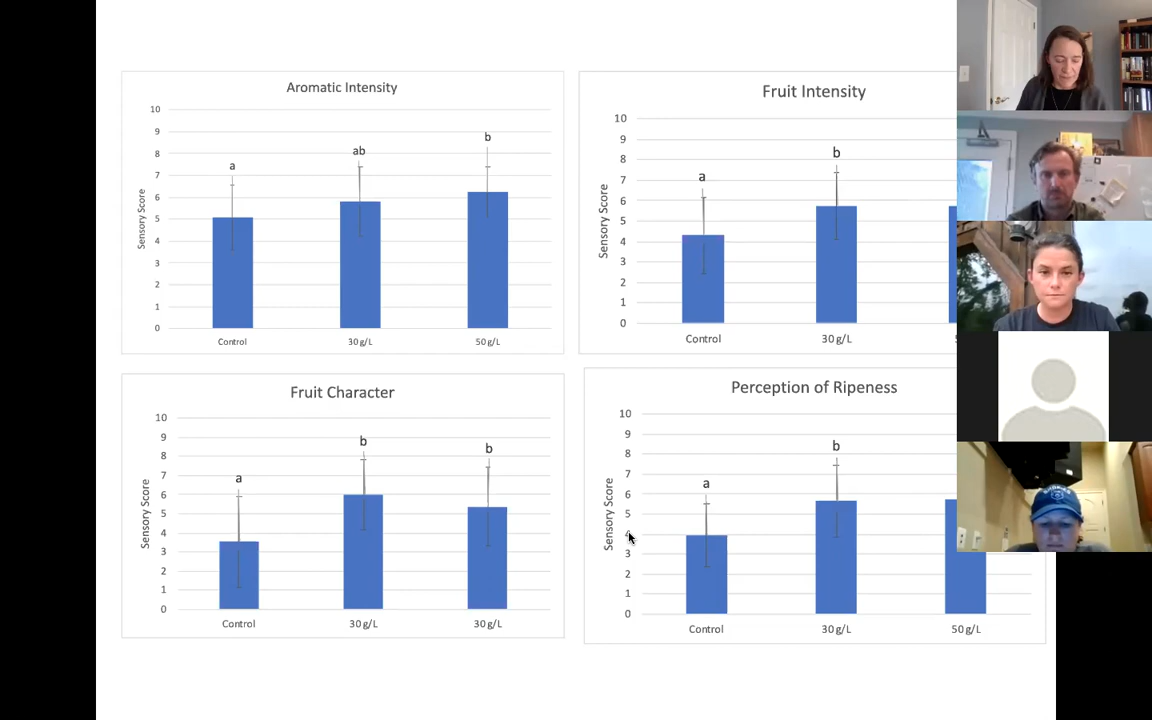 Aromatic Intensity
10
9
8
7
6
5
4
3
2
1
0
Sensory Score
a
ab
b
Control
30 g/L
50 g/L
Fruit Intensity
10
9
8
7
6
5
4
3
2
1
0
Sensory Score
a
b
Control
30 g/L
Fruit Character
10
9
8
7
6
5
4
3
2
1
0
Sensory Score
a
b
b
Control
30 g/L
30 g/L
Perception of Ripeness
10
9
8
7
6
5
4
3
2
1
0
Sensory Score
a
b
Control
30 g/L
50 g/L